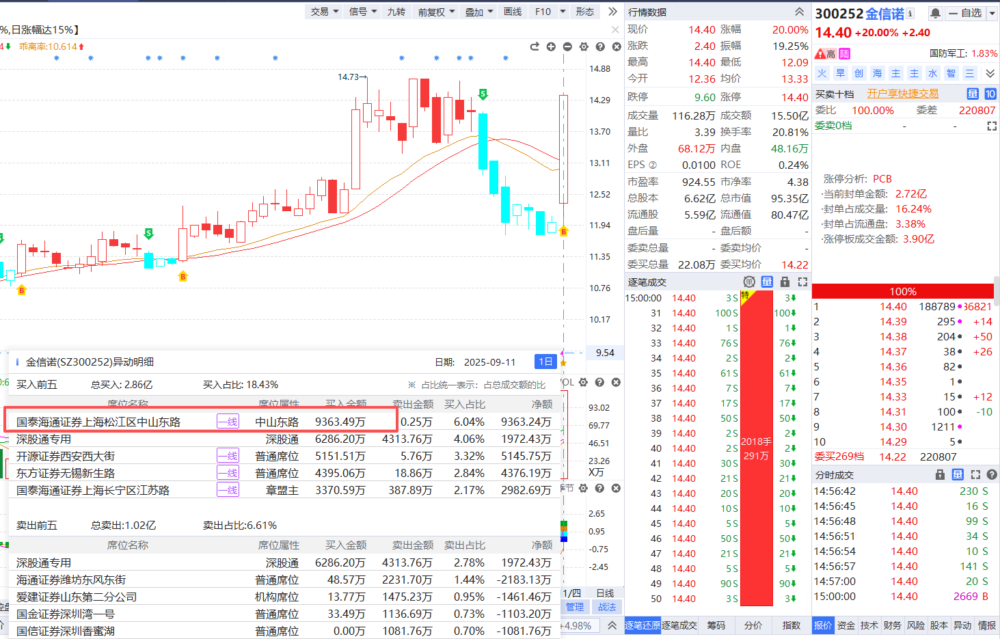 交易 信号 九转 前复权 叠加 画线 F10 形态
%,日涨幅达15%】
4 乖离率:10.614
14.73
14.88
14.29
13.70
13.11
12.52
11.94
11.35
10.76
10.17
9.54
S
S
S
B
B
B
金信诺(SZ300252)异动明细 日期: 2025-09-11 1日
买入前五 总买入: 2.86亿 买入占比: 18.43% ※ 占比统一表示: 占总成交额的比
席位名称 席位属性 买入金额 卖出金额 买入占比 净额
国泰海通证券上海松江区中山东路 一线 中山东路 9363.49万 0.25万 6.04% 9363.24万
深股通专用 深股通 6286.20万 4313.76万 4.06% 1972.43万
开源证券西安西大街 一线 普通席位 5151.51万 5.76万 3.32% 5145.75万
东方证券无锡新生路 一线 普通席位 4395.06万 18.86万 2.84% 4376.19万
国泰海通证券上海长宁区江苏路 一线 章盟主 3370.59万 387.89万 2.17% 2982.69万
卖出前五 总卖出:1.02亿 卖出占比:6.61%
席位名称 席位属性 买入金额 卖出金额 卖出占比 净额
深股通专用 深股通 6286.20万 4313.76万 2.78% 1972.43万
海通证券潍坊东风东街 普通席位 48.57万 2231.70万 1.44% -2183.13万
爱建证券山东第二分公司 机构席位 13.77万 1475.23万 0.95% -1461.46万
国金证券深圳湾一号 普通席位 33.49万 1136.69万 0.73% -1103.20万
国信证券深圳香蜜湖 普通席位 0.00万 1081.76万 0.70% -1081.76万
93.02
69.77
46.51
23.26
X万
季节
2.65
0.95
-0.75
-2.45
1/四 日线
管理 战法
+4.98%
行情数据
现价 14.40 涨幅 20.00%
涨跌 2.40 振幅 19.25%
最高 14.40 最低 12.09
今开 12.36 均价 13.33
跌停 9.60 涨停 14.40
成交量 116.28万 成交额 15.50亿
量比 3.39 换手率 20.81%
外盘 68.12万 内盘 48.16万
EPS ② 0.0100 ROE 0.24%
市盈率 924.55 市净率 4.38
总股本 6.62亿 总市值 95.35亿
流通股 5.59亿 流通值 80.47亿
盘后量 - 盘后额 -
委卖总量 - 委卖均价 -
委买总量 22.08万 委买均价 14.22
逐笔成交 单 量
15:00:00 14.40 3 S 特 3
31 14.40 100 S 100
32 14.40 1 S 1
33 14.40 76 S 76
34 14.40 2 S 2
35 14.40 61 S 61
36 14.40 7 S 7
37 14.40 17 S 17
38 14.40 50 S 50
39 14.40 2 S 2
40 14.40 2 S 2018手 2
41 14.40 30 S 291万 30
42 14.40 21 S 21
43 14.40 20 S 20
44 14.40 10 S 10
45 14.40 5 S 5
46 14.40 50 S 50
47 14.40 21 S 21
48 14.40 5 S 5
49 14.40 90 S 90
50 14.40 3 S 3
逐笔还原 逐笔成交 筹码 分价 指数
300252 金信诺 自选
14.40 +20.00% +2.40
高 陆 国防军工: 1.83%
火 旱 创 海 主 主 水 智 三
买卖十档 开户享快捷交易 量 10
委比 100.00% 委差 220807
委卖0档 - -
涨停分析: PCB
·当前封单金额: 2.72亿
·封单占成交量: 16.24%
·封单占流通盘: 3.38%
·涨停板成交金额: 3.90亿
100%
1 14.40 188789 36821
2 14.39 295 +14
3 14.38 204 +50
4 14.37 38 +26
5 14.36 82
6 14.35 1
7 14.33 15 +12
8 14.31 100 -10
9 14.30 1211
10 14.29 5
委买269档 14.22 220807
分时成交 量
14:56:42 14.40 230 S
14:56:45 14.40 16 S
14:56:48 14.40 99 S
14:56:51 14.40 34 S
14:56:54 14.40 10 S
14:56:57 14.40 141 S
14:57:00 14.40 20 S
15:00:00 14.40 2669 B
报价 资金 技术 财务 风险 股本 异动 情报